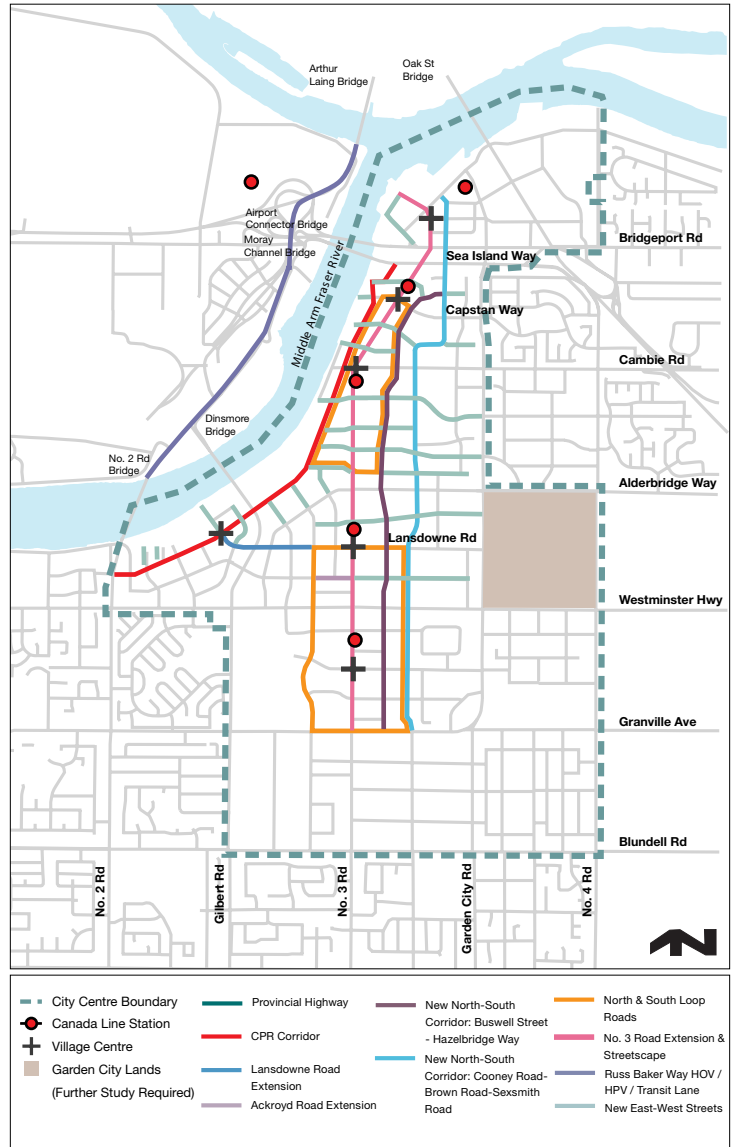 Arthur
Laing Bridge
Oak St
Bridge
Airport
Connector Bridge
Moray
Channel Bridge
Middle Arm Fraser River
Bridgeport Rd
Sea Island Way
Capstan Way
Cambie Rd
Dinsmore
Bridge
No. 2 Rd
Bridge
Alderbridge Way
Lansdowne Rd
Westminster Hwy
Granville Ave
Blundell Rd
No. 2 Rd
Gilbert Rd
No. 3 Rd
Garden City Rd
No. 4 Rd
N
City Centre Boundary
Canada Line Station
Village Centre
Garden City Lands
(Further Study Required)
Provincial Highway
CPR Corridor
Lansdowne Road
Extension
Ackroyd Road Extension
New North-South
Corridor: Buswell Street
- Hazelbridge Way
New North-South
Corridor: Cooney Road-
Brown Road-Sexsmith
Road
North & South Loop
Roads
No. 3 Road Extension &
Streetscape
Russ Baker Way HOV /
HPV / Transit Lane
New East-West Streets